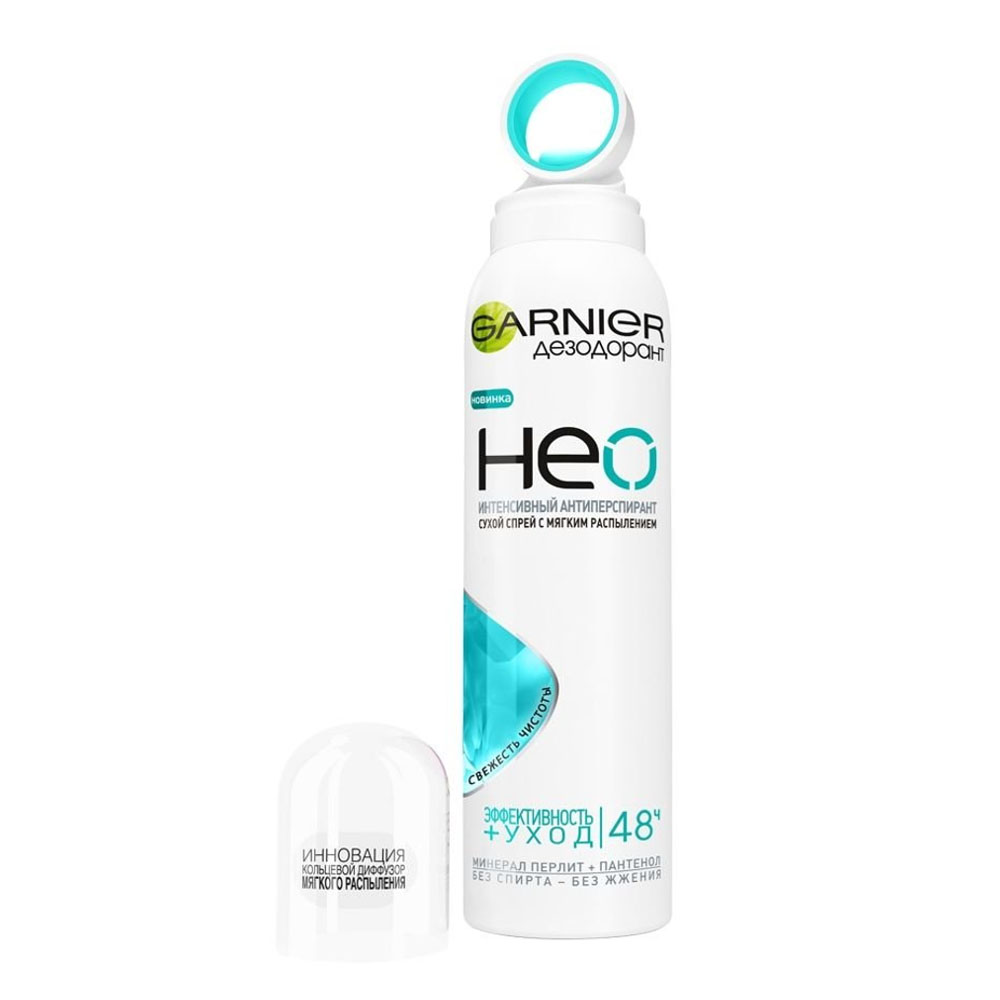 GARNIER
дезодорант
новинка
Нео
ИНТЕНСИВНЫЙ АНТИПЕРСПИРАНТ
СУХОЙ СПРЕЙ С МЯГКИМ РАСПЫЛЕНИЕМ
СВЕЖЕСТЬ ЧИСТОТЫ
ЭФФЕКТИВНОСТЬ
+ УХОД
48ч
МИНЕРАЛ ПЕРЛИТ + ПАНТЕНОЛ
БЕЗ СПИРТА – БЕЗ ЖЖЕНИЯ
ИННОВАЦИЯ
КОЛЬЦЕВОЙ ДИФФУЗОР
МЯГКОГО РАСПЫЛЕНИЯ